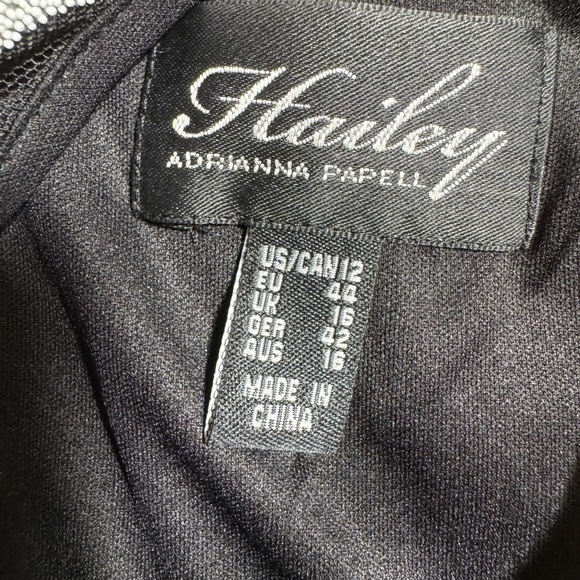 Hailey
ADRIANNA PAPELL
US/CAN 12
EU 44
UK 16
GER 42
AUS 16
MADE IN
CHINA